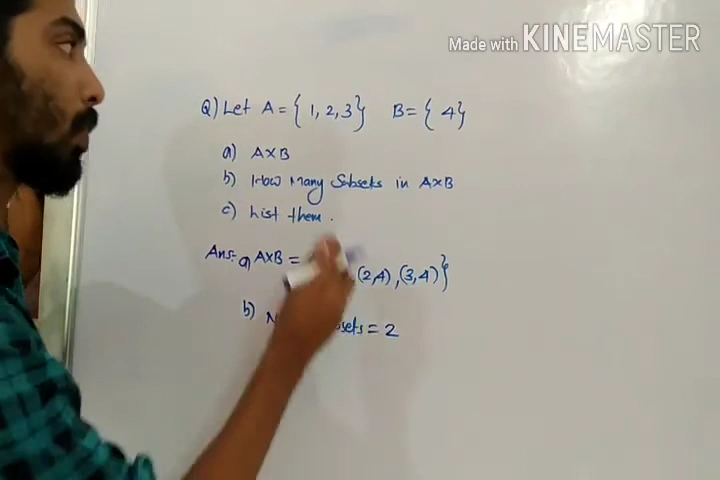 Made with KINEMASTER
Q) Let A = { 1, 2, 3 } B = { 4 }
a) A×B
b) How Many Subsets in A×B
c) List them .
Ans:- a) A×B = , (2,4) , (3,4) }
b) = 2